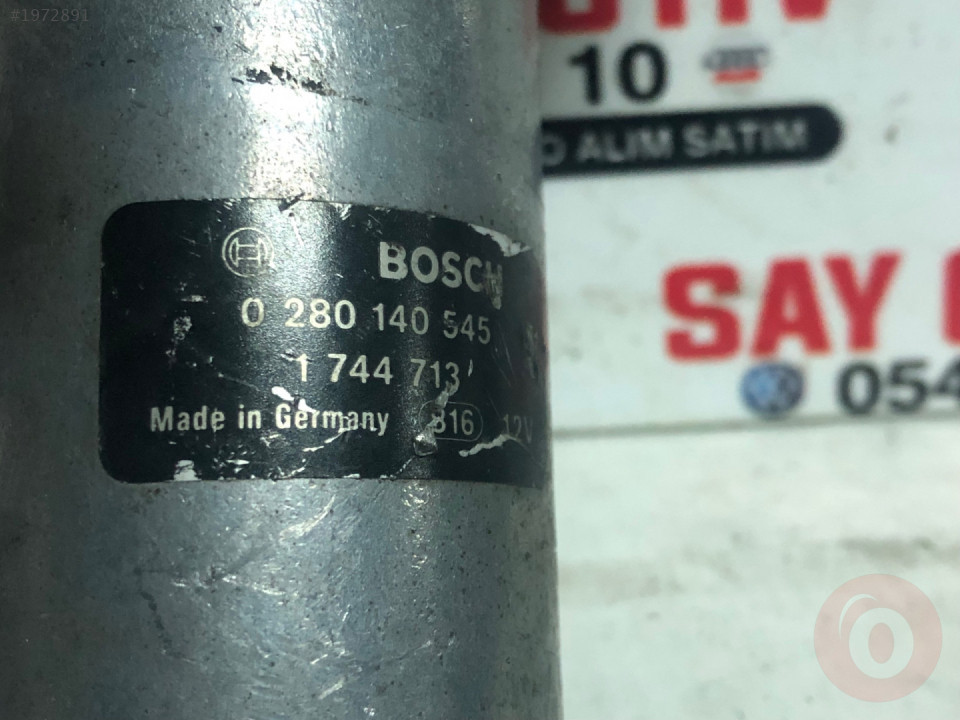 #1972891
10
ALIM SATIM
BOSCH
0 280 140 545
1 744 713
Made in Germany 816 12V
SAY
054